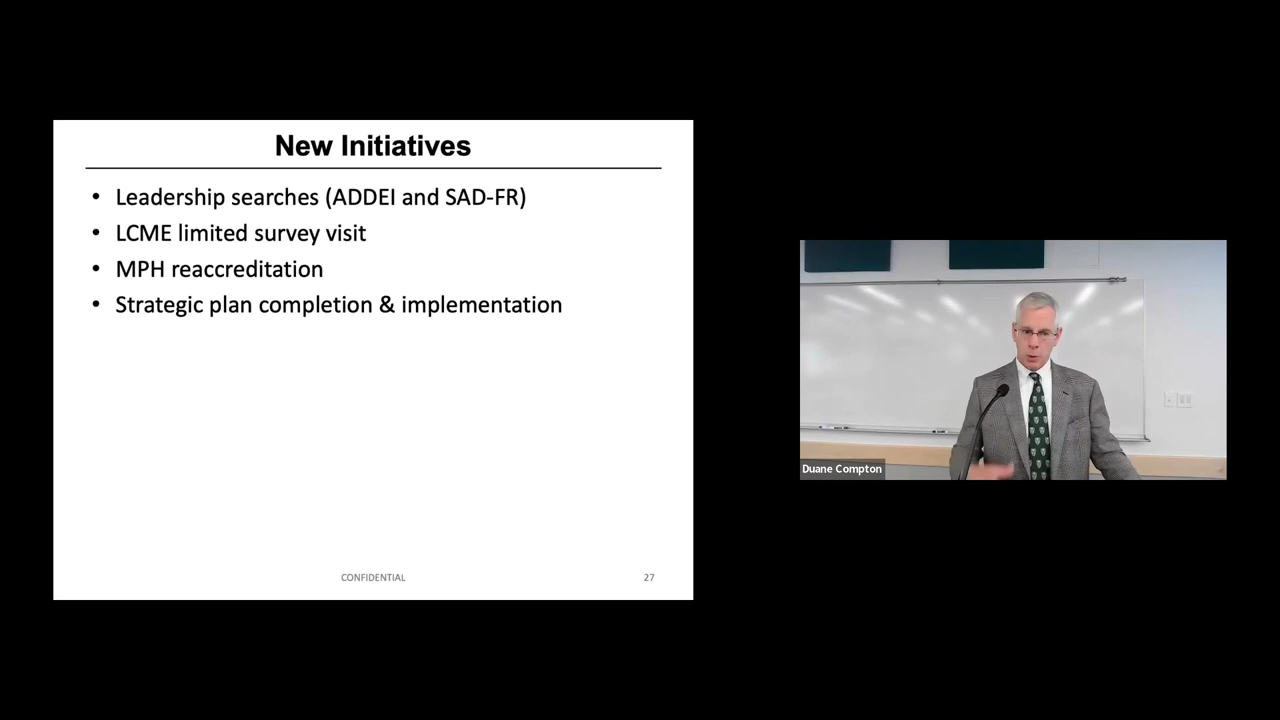 New Initiatives
• Leadership searches (ADDEI and SAD-FR)
• LCME limited survey visit
• MPH reaccreditation
• Strategic plan completion & implementation
CONFIDENTIAL
27
Duane Compton